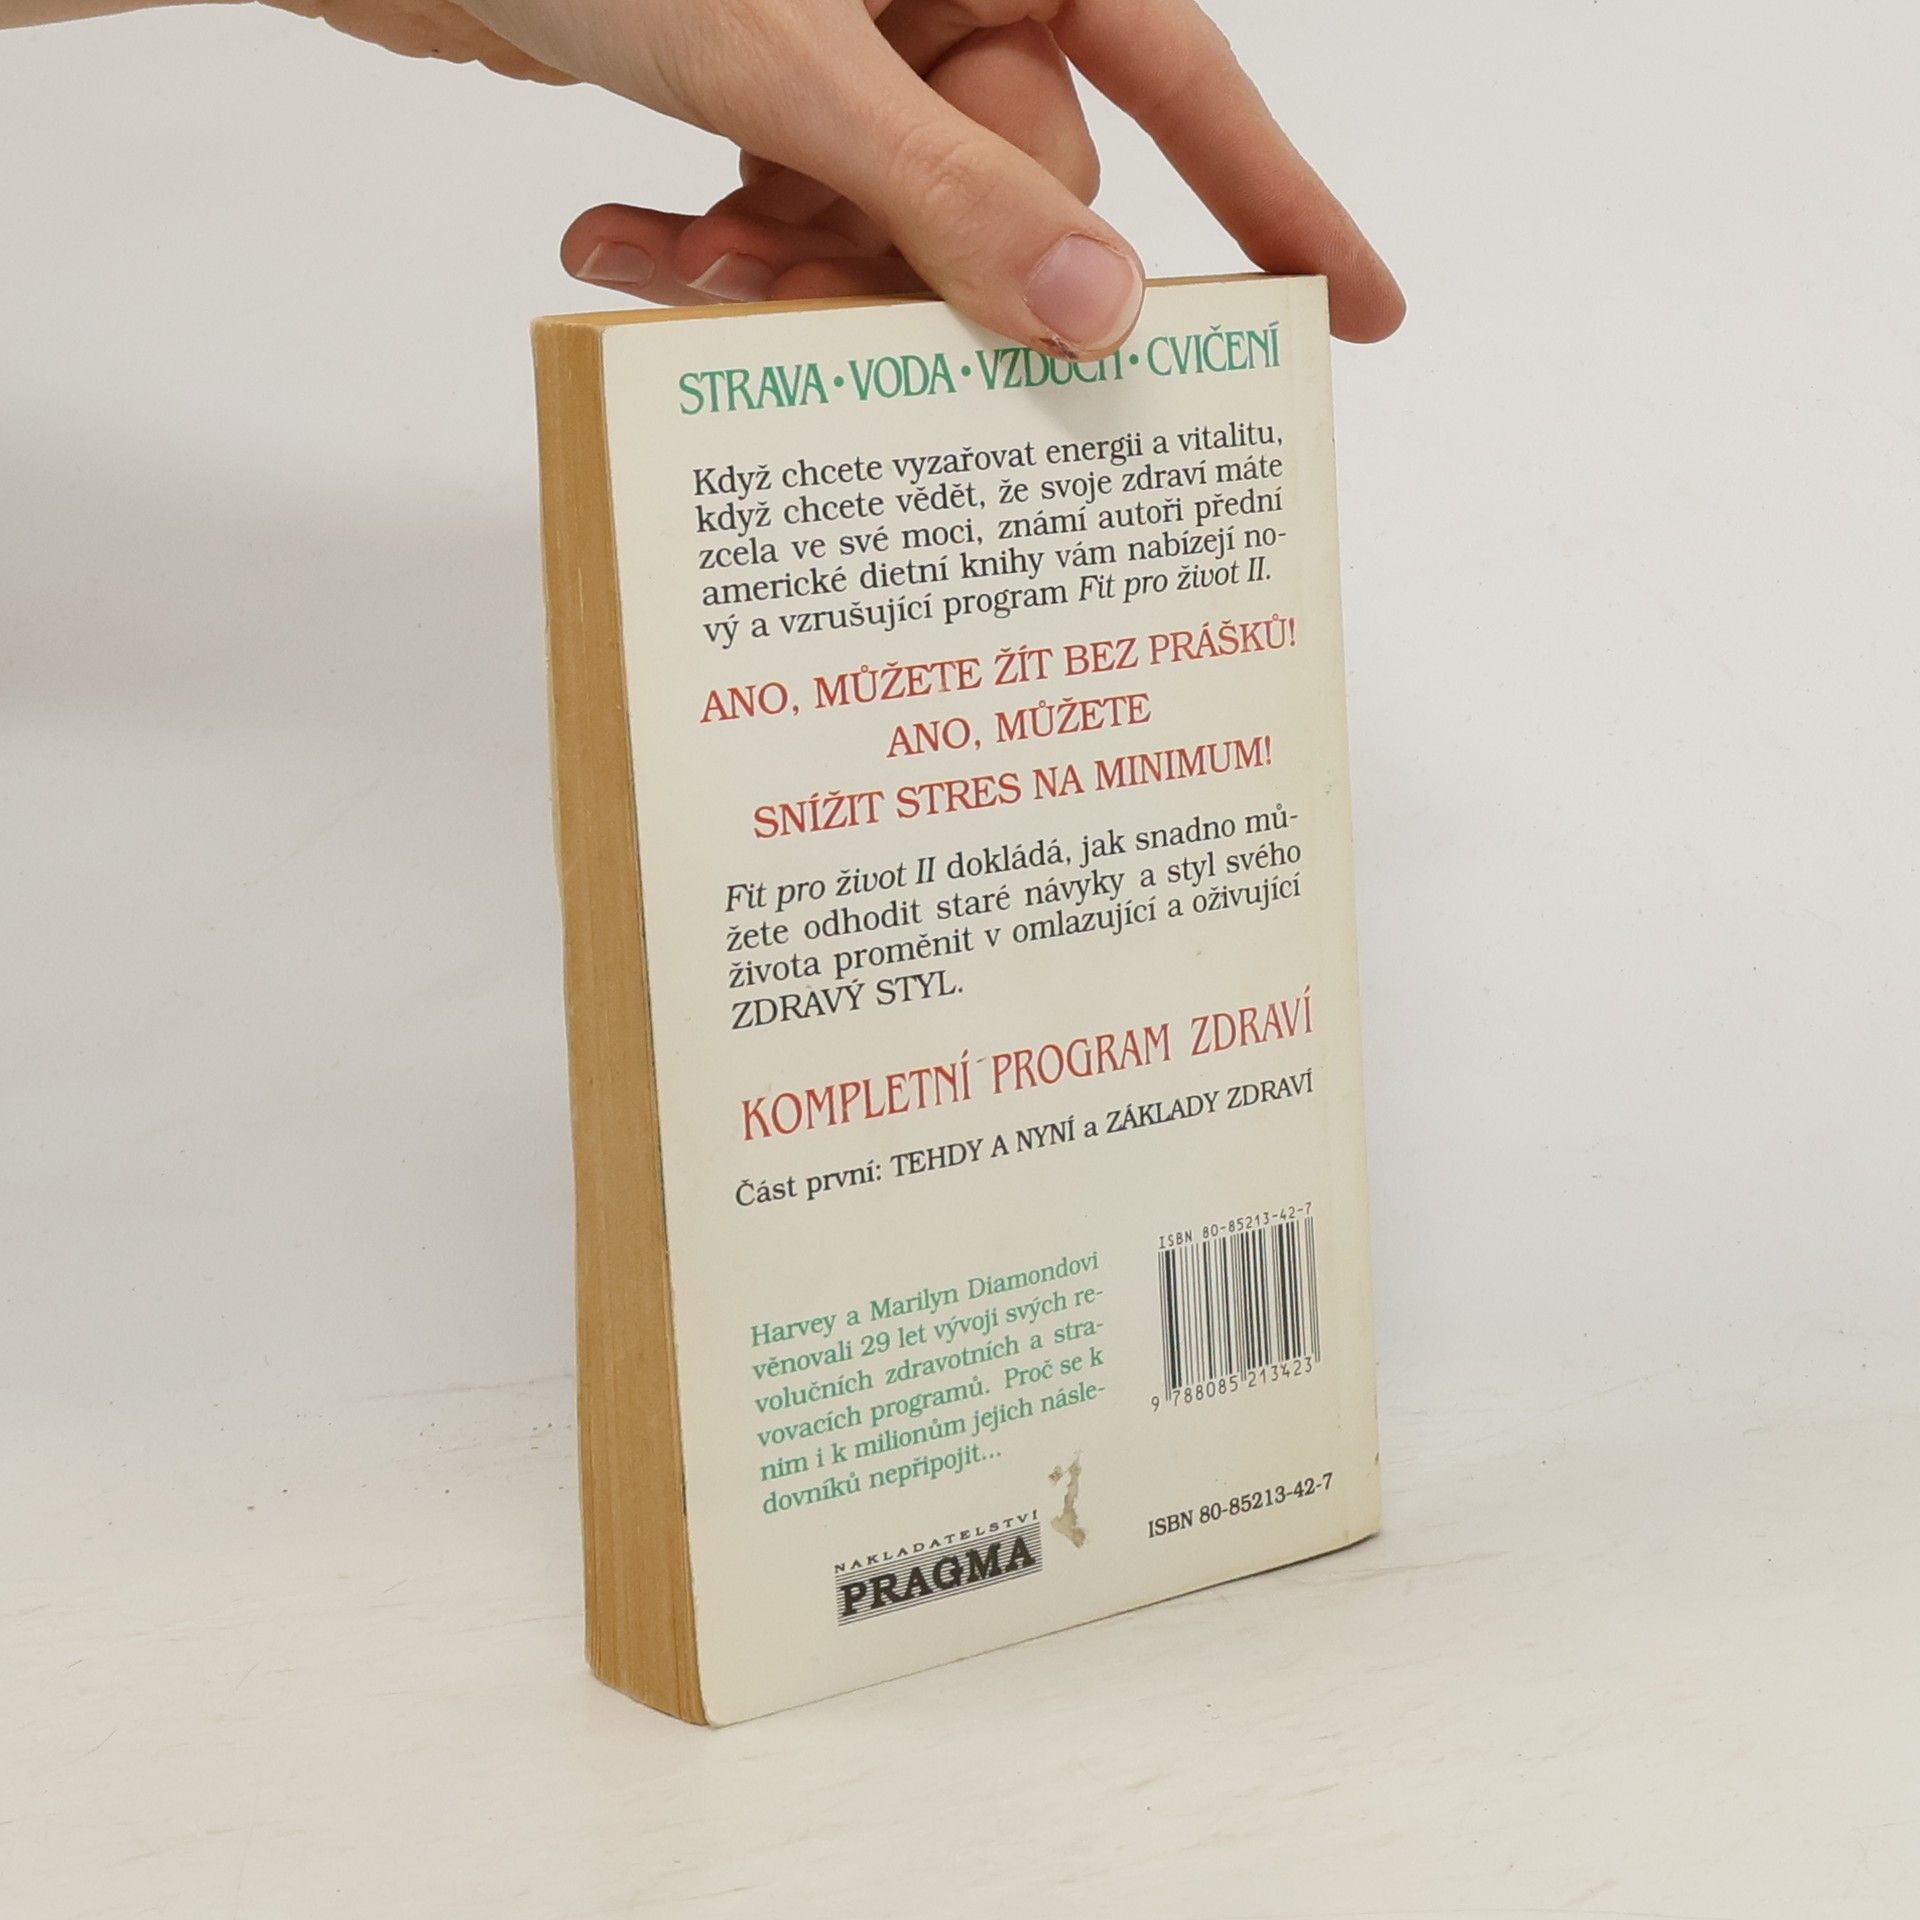 STRAVA • VODA • VZDUCH • CVIČENÍ
Když chcete vyzařovat energii a vitalitu,
když chcete vědět, že svoje zdraví máte
zcela ve své moci, známí autoři přední
americké dietní knihy vám nabízejí no-
vý a vzrušující program Fit pro život II.
ANO, MŮŽETE ŽÍT BEZ PRÁŠKŮ!
ANO, MŮŽETE
SNÍŽIT STRES NA MINIMUM!
Fit pro život II dokládá, jak snadno mů-
žete odhodit staré návyky a styl svého
života proměnit v omlazující a oživující
ZDRAVÝ STYL.
KOMPLETNÍ PROGRAM ZDRAVÍ
Část první: TEHDY A NYNÍ a ZÁKLADY ZDRAVÍ
ISBN 80-85213-42-7
9 788085 213423
Harvey a Marilyn Diamondovi
věnovali 29 let vývoji svých re-
volučních zdravotních a stra-
vovacích programů. Proč se k
nim i k milionům jejich násle-
dovníků nepřipojit...
NAKLADATELSTVÍ
PRAGMA
ISBN 80-85213-42-7